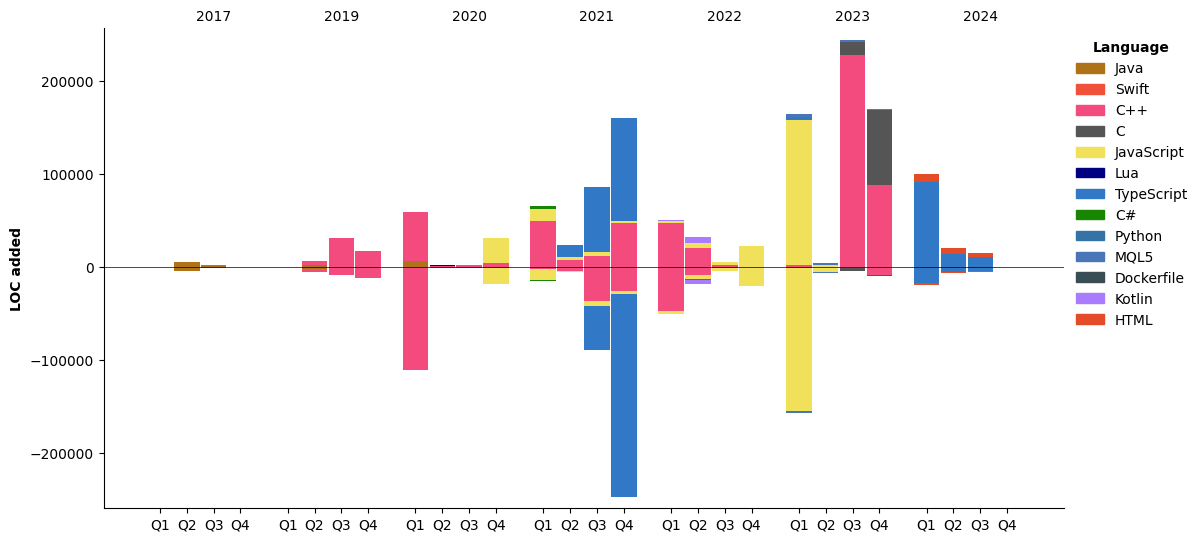 2017 2019 2020 2021 2022 2023 2024
LOC added
200000
100000
0
−100000
−200000
Q1 Q2 Q3 Q4 Q1 Q2 Q3 Q4 Q1 Q2 Q3 Q4 Q1 Q2 Q3 Q4 Q1 Q2 Q3 Q4 Q1 Q2 Q3 Q4 Q1 Q2 Q3 Q4
Language
Java
Swift
C++
C
JavaScript
Lua
TypeScript
C#
Python
MQL5
Dockerfile
Kotlin
HTML